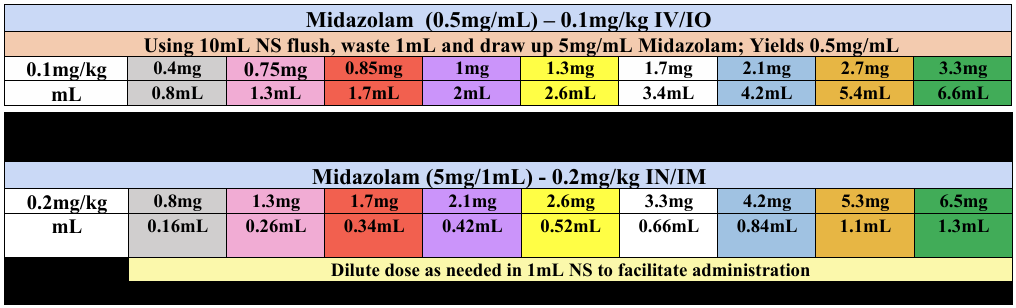 Midazolam (0.5mg/mL) – 0.1mg/kg IV/IO
Using 10mL NS flush, waste 1mL and draw up 5mg/mL Midazolam; Yields 0.5mg/mL
0.1mg/kg 0.4mg 0.75mg 0.85mg 1mg 1.3mg 1.7mg 2.1mg 2.7mg 3.3mg
mL 0.8mL 1.3mL 1.7mL 2mL 2.6mL 3.4mL 4.2mL 5.4mL 6.6mL
Midazolam (5mg/1mL) - 0.2mg/kg IN/IM
0.2mg/kg 0.8mg 1.3mg 1.7mg 2.1mg 2.6mg 3.3mg 4.2mg 5.3mg 6.5mg
mL 0.16mL 0.26mL 0.34mL 0.42mL 0.52mL 0.66mL 0.84mL 1.1mL 1.3mL
Dilute dose as needed in 1mL NS to facilitate administration